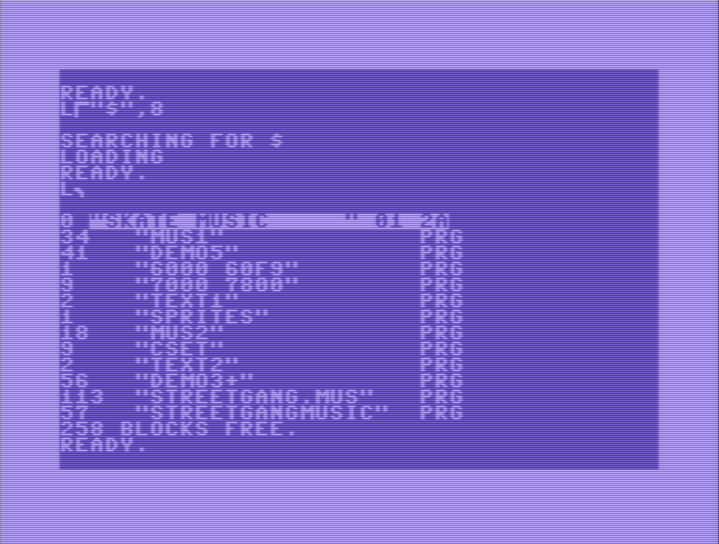 READY.
L┌"$",8
SEARCHING FOR $
LOADING
READY.
L╮
0 "SKATE MUSIC     " 01 2A
34 "MUS1" PRG
41 "DEMO5" PRG
1 "6000 60F9" PRG
9 "7000 7800" PRG
2 "TEXT1" PRG
1 "SPRITES" PRG
18 "MUS2" PRG
9 "CSET" PRG
2 "TEXT2" PRG
56 "DEMO3+" PRG
113 "STREETGANG.MUS" PRG
57 "STREETGANGMUSIC" PRG
258 BLOCKS FREE.
READY.